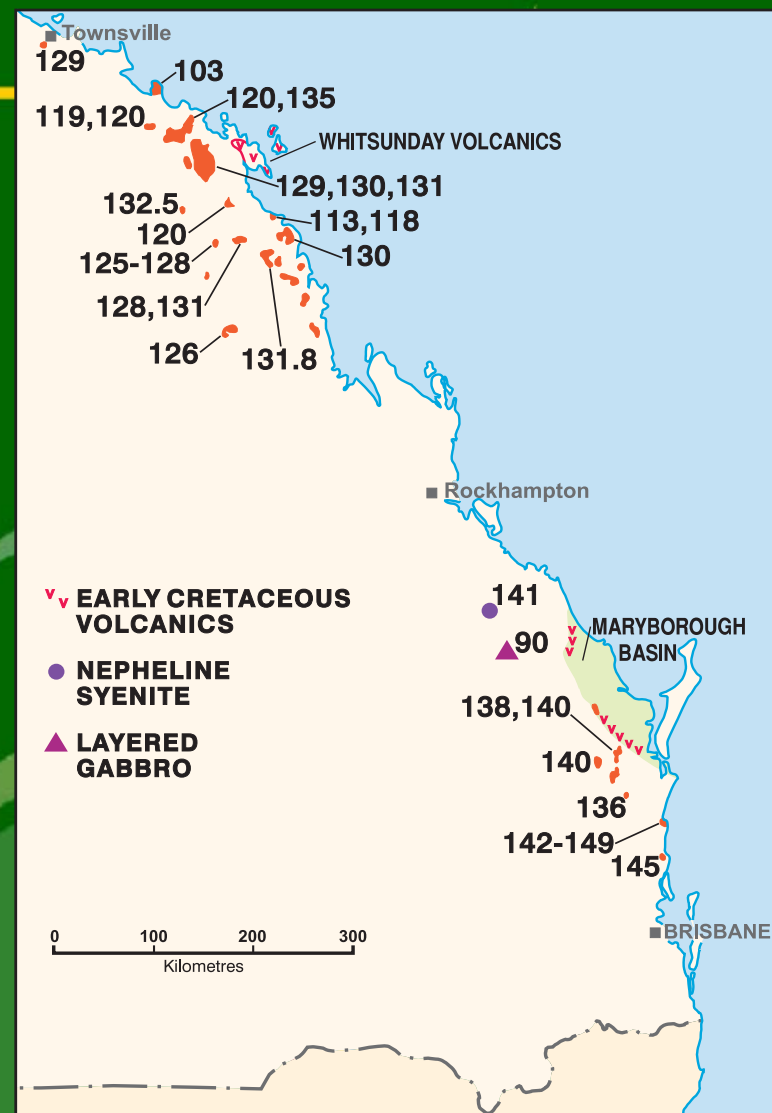 Townsville
129
103
120,135
119,120
WHITSUNDAY VOLCANICS
129,130,131
132.5
113,118
120
130
125-128
128,131
126
131.8
Rockhampton
EARLY CRETACEOUS
VOLCANICS
141
MARYBOROUGH
BASIN
90
NEPHELINE
SYENITE
138,140
LAYERED
GABBRO
140
136
142-149
145
BRISBANE
0 100 200 300
Kilometres